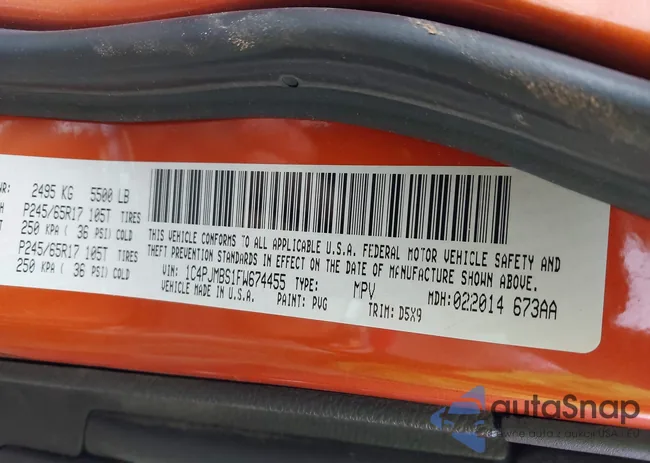 WR: 2495 KG 5500 LB
P245/65R17 105T TIRES
250 KPA ( 36 PSI) COLD
P245/65R17 105T TIRES
250 KPA ( 36 PSI) COLD
THIS VEHICLE CONFORMS TO ALL APPLICABLE U.S.A. FEDERAL MOTOR VEHICLE SAFETY AND
THEFT PREVENTION STANDARDS IN EFFECT ON THE DATE OF MANUFACTURE SHOWN ABOVE.
VIN: 1C4PJMBS1FW674455 TYPE: MPV MDH: 022014 673AA
VEHICLE MADE IN U.S.A. PAINT: PVG TRIM: D5X9
autoSnap